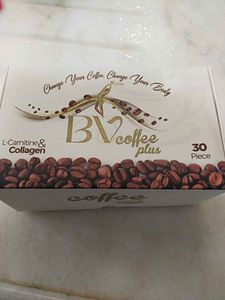 Change Your Coffee, Change Your Body
BV coffee
plus
L-Carnitine &
Collagen
30
Piece
coffee